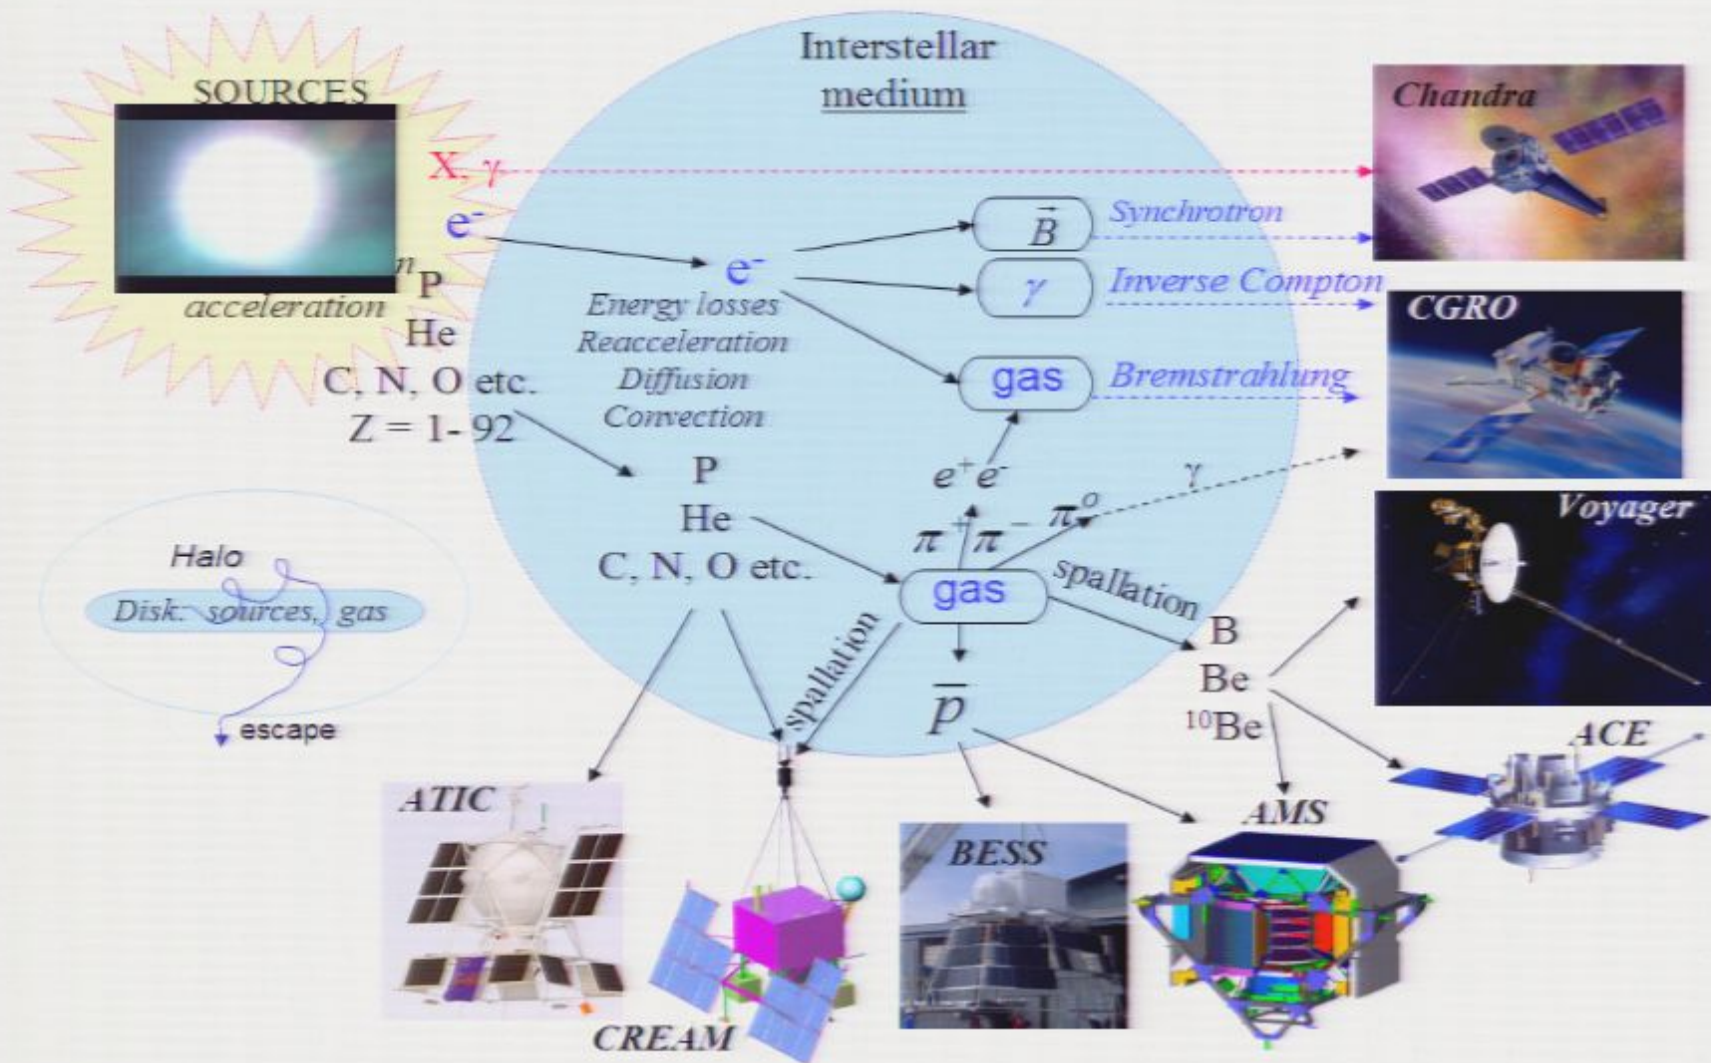 Interstellar
medium
SOURCES
X, γ
e⁻
n
P
acceleration
He
C, N, O etc.
Z = 1- 92
e⁻
Energy losses
Reacceleration
Diffusion
Convection
B⃗
Synchrotron
γ
Inverse Compton
gas
Bremstrahlung
e⁺e⁻
γ
π⁺ π⁻ π⁰
P
He
C, N, O etc.
gas
spallation
spallation
p̅
B
Be
¹⁰Be
Halo
Disk: sources, gas
escape
Chandra
CGRO
Voyager
ACE
ATIC
CREAM
BESS
AMS